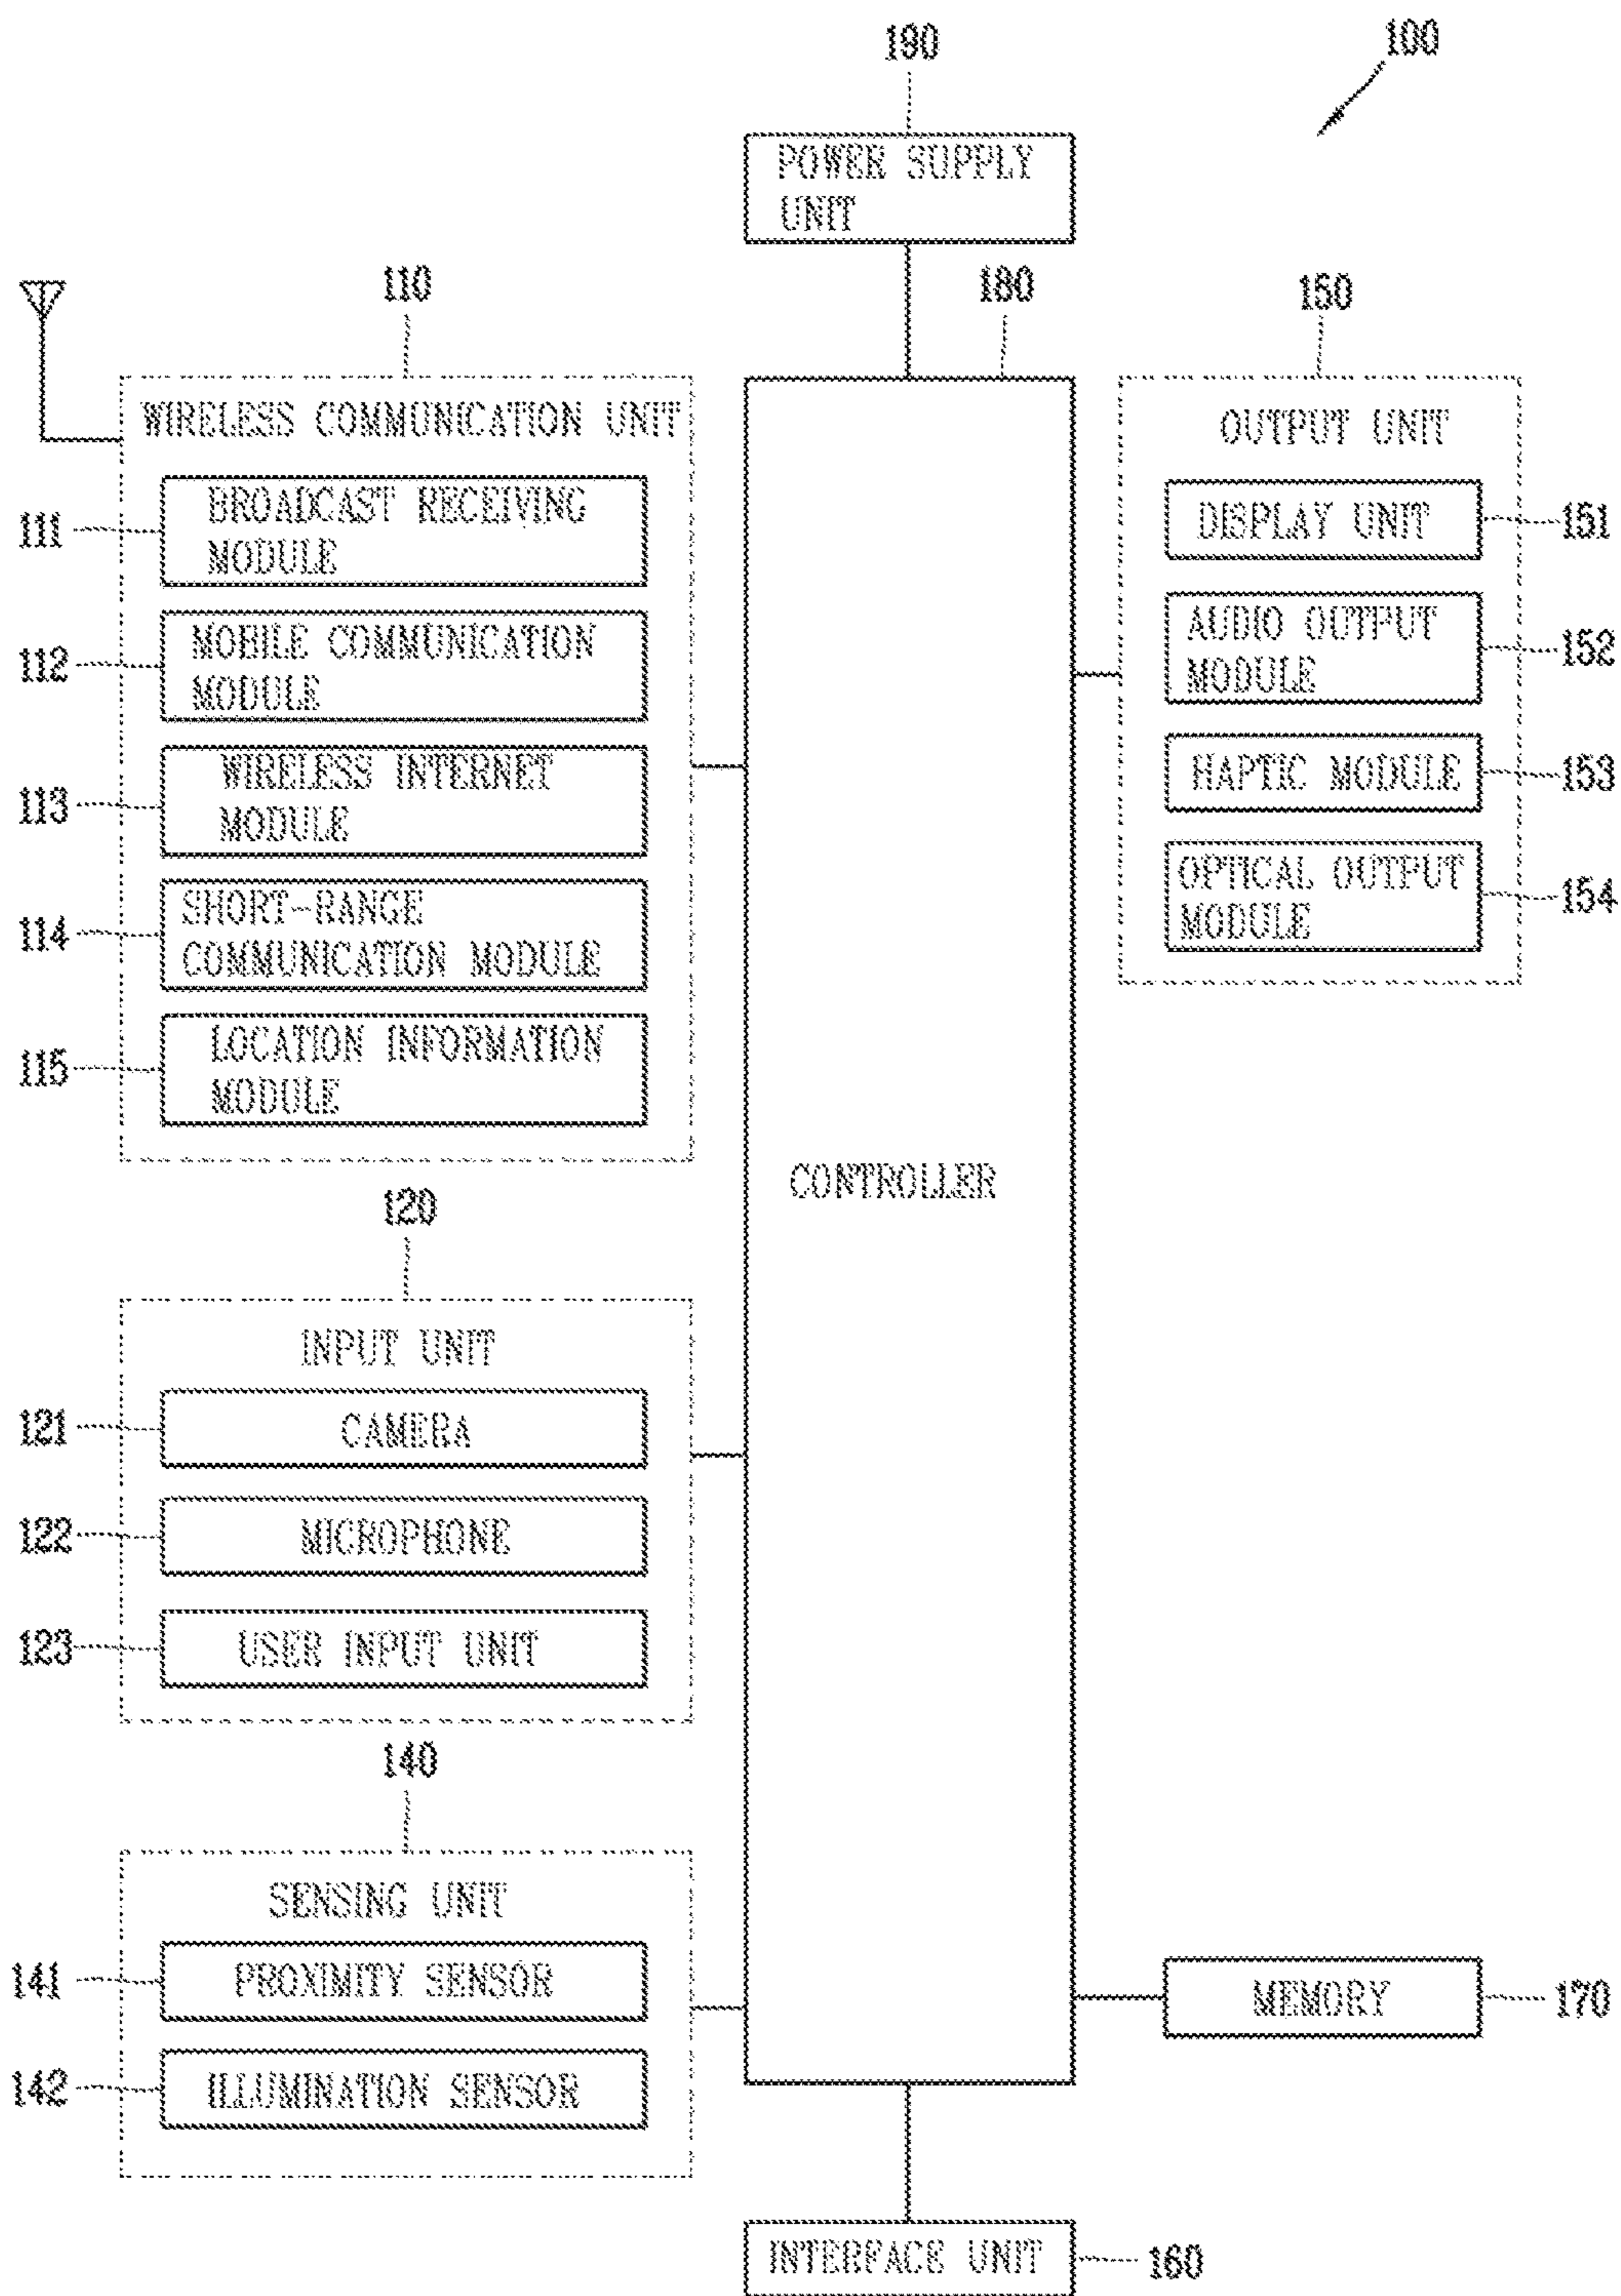 190
100
POWER SUPPLY
UNIT
110
180
150
WIRELESS COMMUNICATION UNIT
111
BROADCAST RECEIVING
MODULE
112
MOBILE COMMUNICATION
MODULE
113
WIRELESS INTERNET
MODULE
114
SHORT-RANGE
COMMUNICATION MODULE
115
LOCATION INFORMATION
MODULE
OUTPUT UNIT
DISPLAY UNIT
151
AUDIO OUTPUT
MODULE
152
HAPTIC MODULE
153
OPTICAL OUTPUT
MODULE
154
CONTROLLER
120
INPUT UNIT
121
CAMERA
122
MICROPHONE
123
USER INPUT UNIT
140
SENSING UNIT
141
PROXIMITY SENSOR
142
ILLUMINATION SENSOR
MEMORY
170
INTERFACE UNIT
160